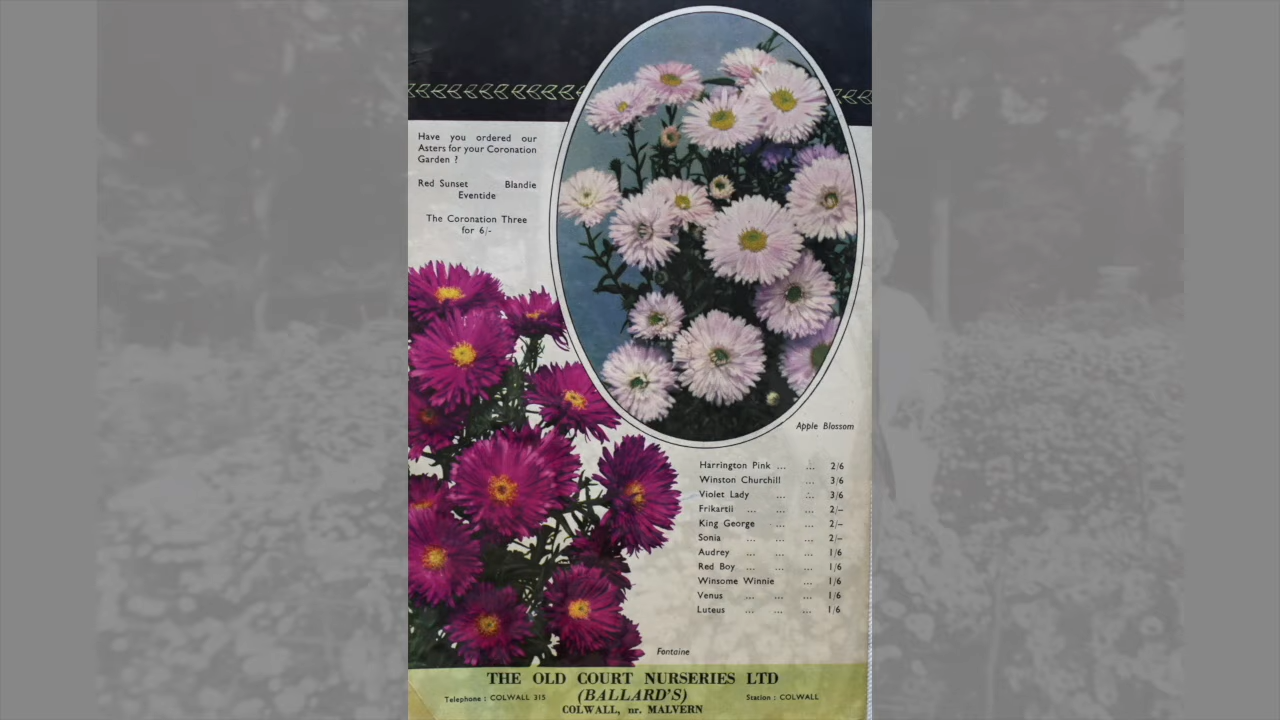 Have you ordered our
Asters for your Coronation
Garden ?
Red Sunset Blandie
Eventide
The Coronation Three
for 6/-
Apple Blossom
Harrington Pink ... ... 2/6
Winston Churchill ... 3/6
Violet Lady ... ... 3/6
Frikartii ... ... ... 2/–
King George ... ... 2/–
Sonia ... ... ... 2/–
Audrey ... ... ... 1/6
Red Boy ... ... ... 1/6
Winsome Winnie ... 1/6
Venus ... ... ... 1/6
Luteus ... ... ... 1/6
Fontaine
THE OLD COURT NURSERIES LTD
Telephone : COLWALL 315 (BALLARD'S) Station : COLWALL
COLWALL, nr. MALVERN